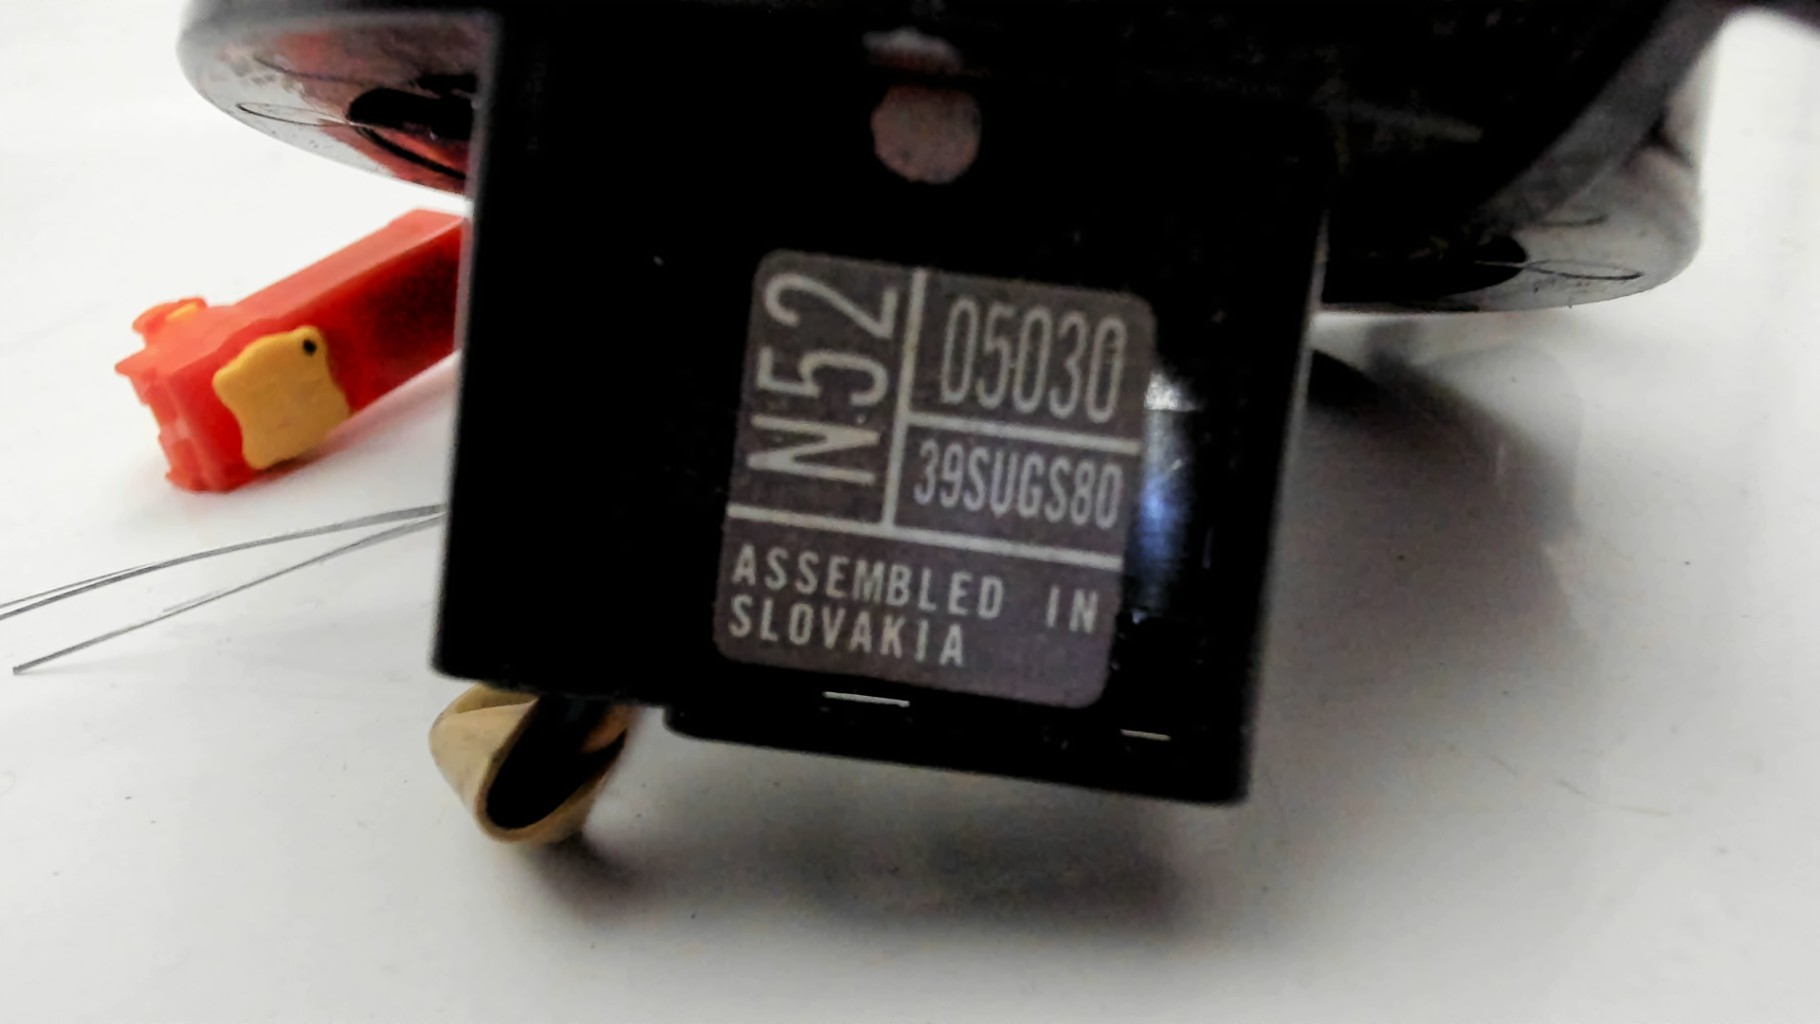 N52
05030
39SUGS80
ASSEMBLED IN
SLOVAKIA